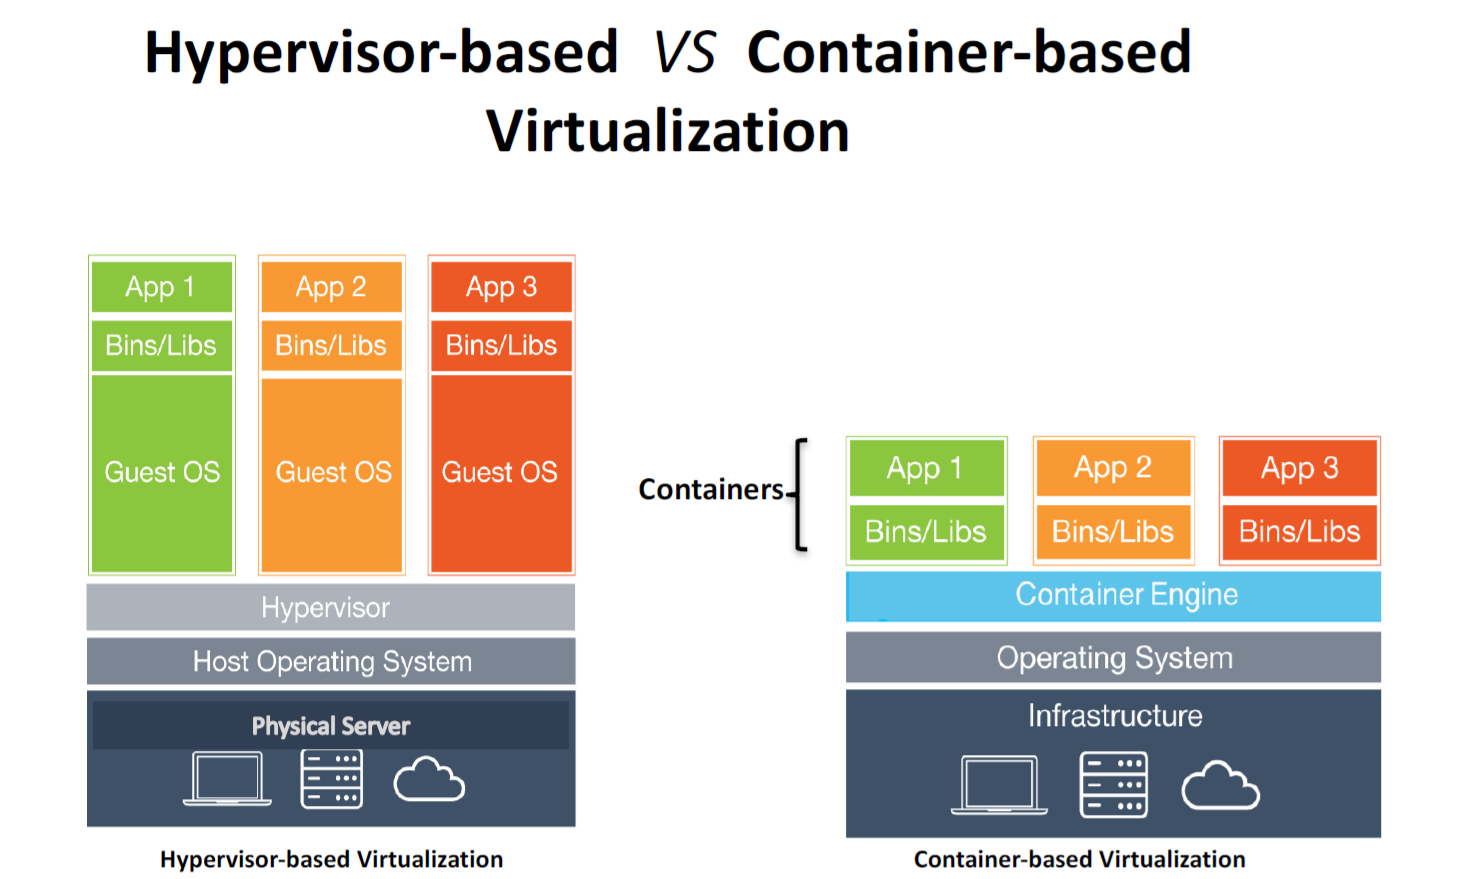 Hypervisor-based VS Container-based
Virtualization
App 1
App 2
App 3
Bins/Libs
Bins/Libs
Bins/Libs
Guest OS
Guest OS
Guest OS
Hypervisor
Host Operating System
Physical Server
Hypervisor-based Virtualization
Containers
App 1
App 2
App 3
Bins/Libs
Bins/Libs
Bins/Libs
Container Engine
Operating System
Infrastructure
Container-based Virtualization